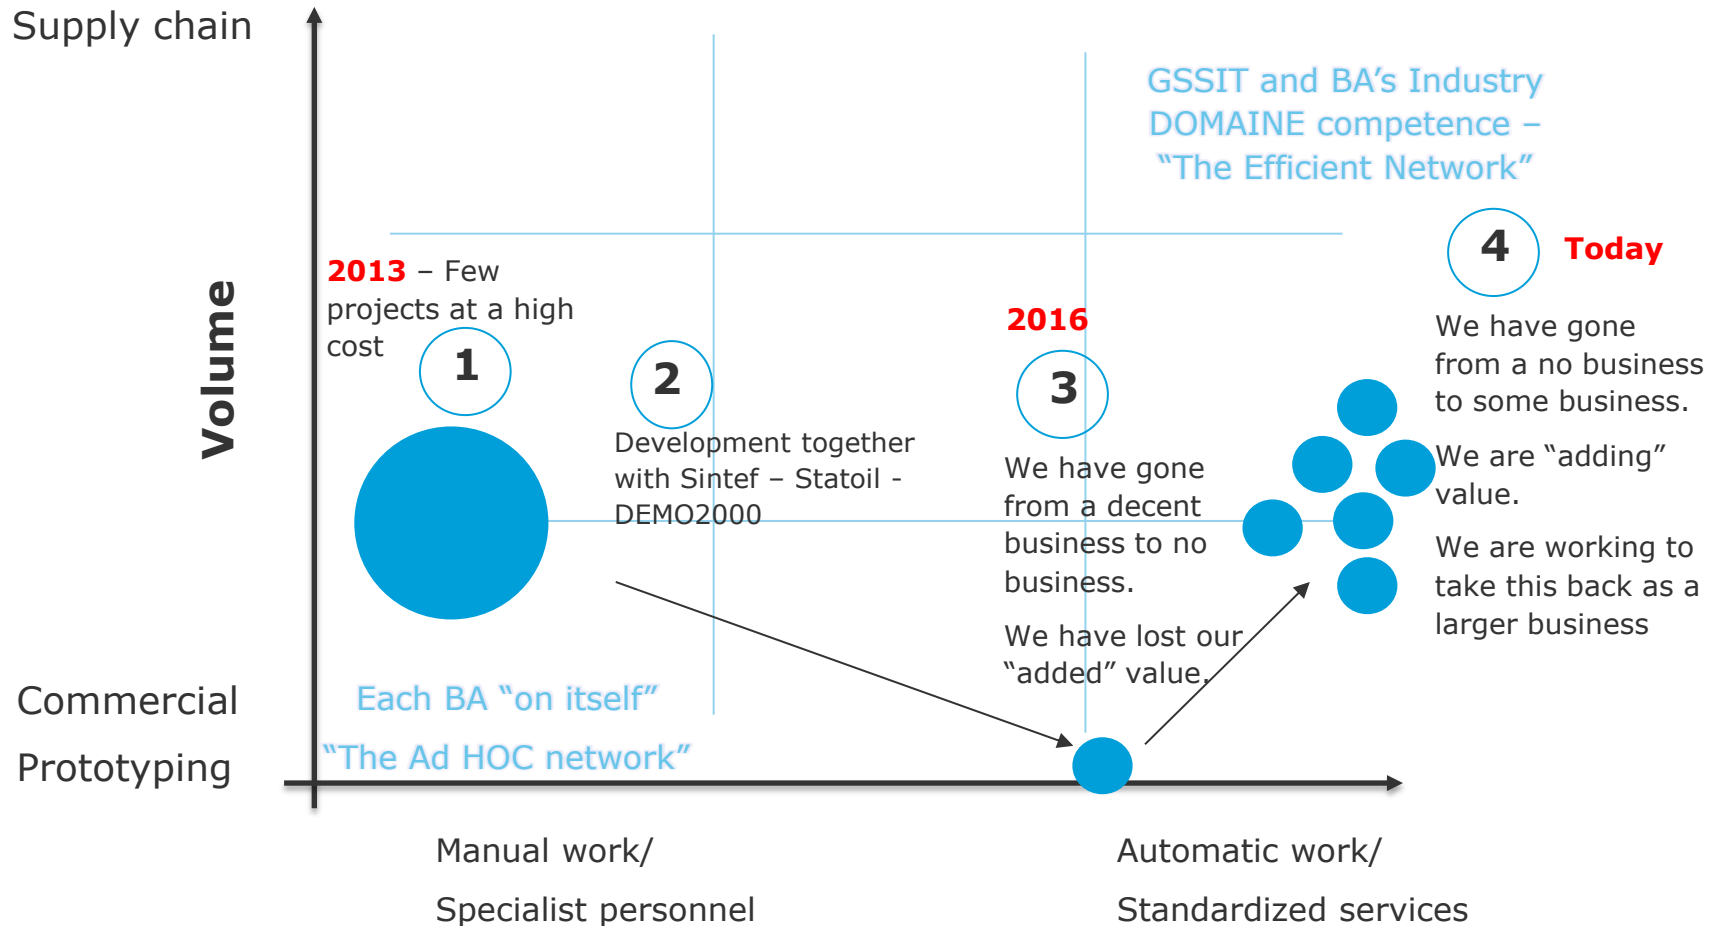 Supply chain
GSSIT and BA’s Industry
DOMAINE competence –
“The Efficient Network”
Volume
2013 – Few
projects at a high
cost
1
2
Development together
with Sintef – Statoil -
DEMO2000
2016
3
We have gone
from a decent
business to no
business.
We have lost our
“added” value.
4
Today
We have gone
from a no business
to some business.
We are “adding”
value.
We are working to
take this back as a
larger business
Commercial
Prototyping
Each BA “on itself”
“The Ad HOC network”
Manual work/
Specialist personnel
Automatic work/
Standardized services